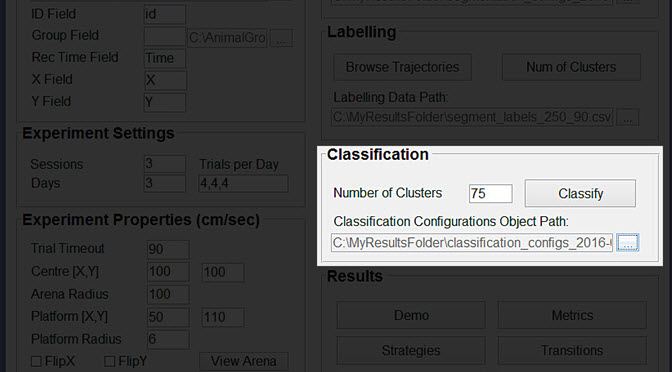 ID Field id
Group Field C:\AnimalGro ...
Rec Time Field Time
X Field X
Y Field Y
Experiment Settings
Sessions 3 Trials per Day
Days 3 4,4,4
Experiment Properties (cm/sec)
Trial Timeout 90
Centre [X,Y] 100 100
Arena Radius 100
Platform [X,Y] 50 110
Platform Radius 6
FlipX FlipY View Arena
Labelling
Browse Trajectories Num of Clusters
Labelling Data Path:
C:\MyResultsFolder\segment_labels_250_90.csv ...
Classification
Number of Clusters 75 Classify
Classification Configurations Object Path:
C:\MyResultsFolder\classification_configs_2016- ...
Results
Demo Metrics
Strategies Transitions